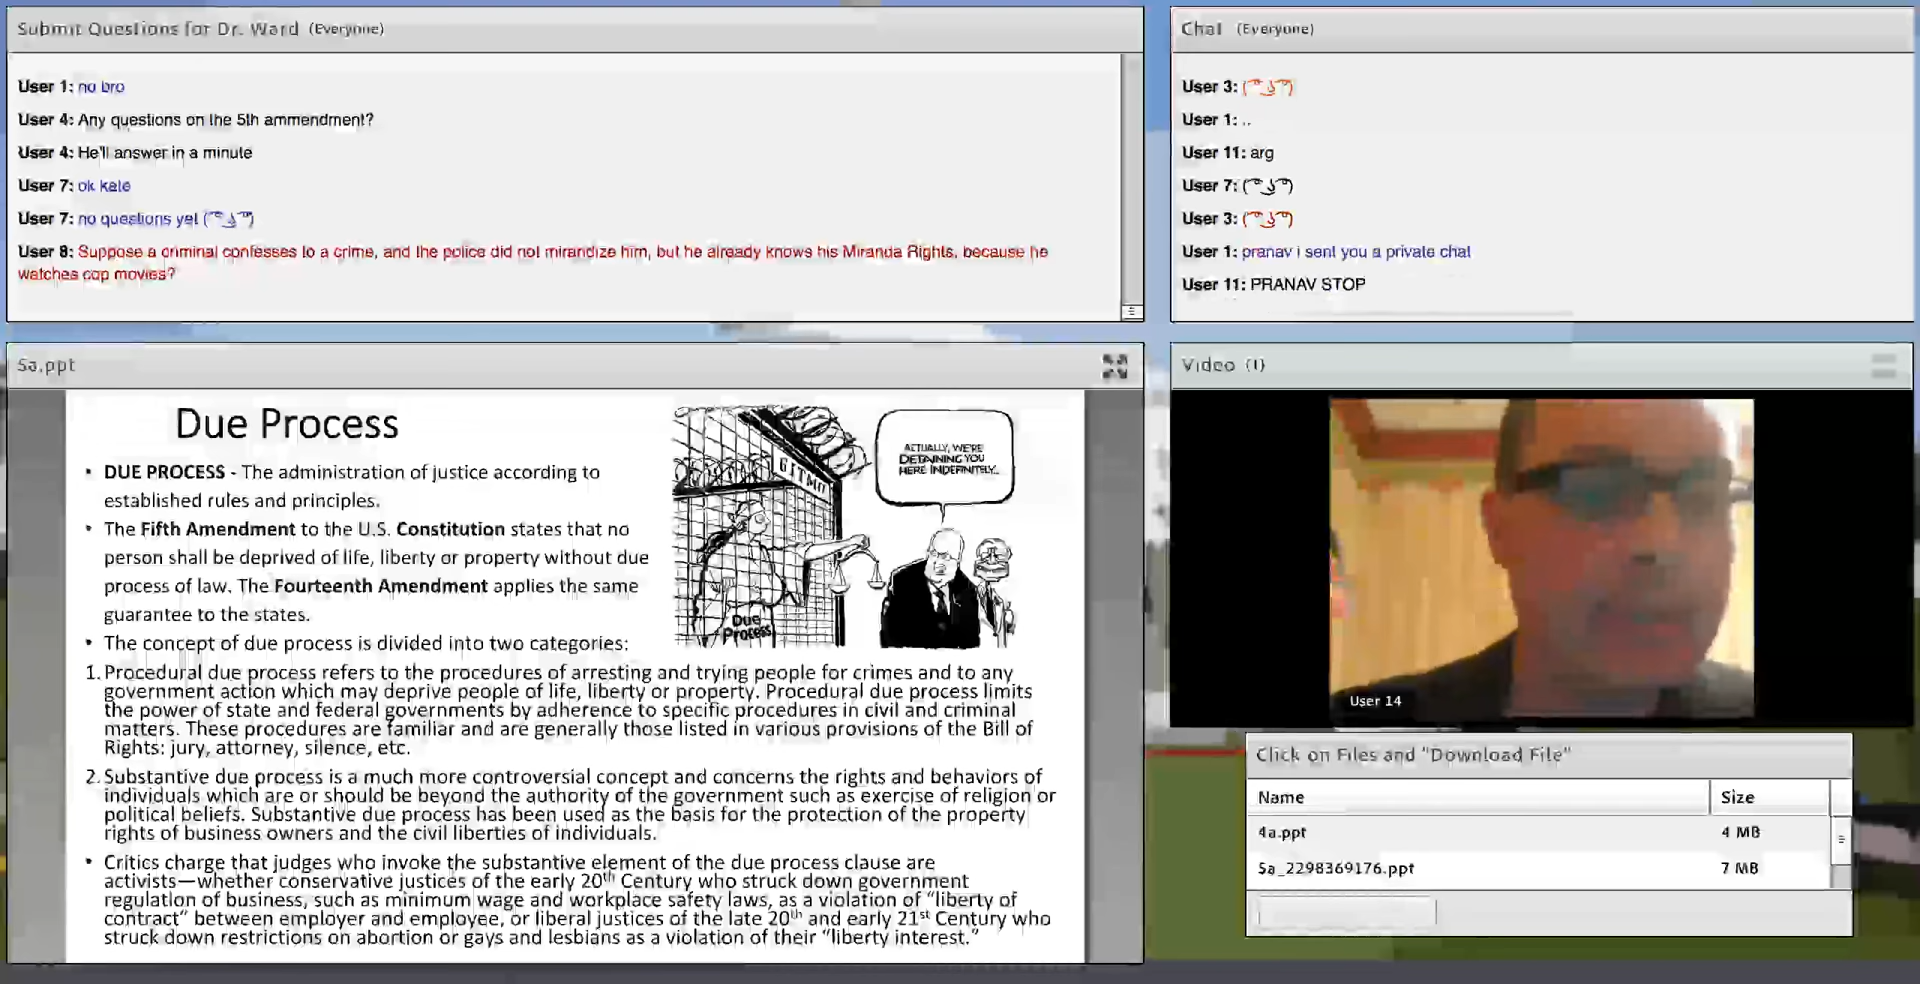 Submit Questions for Dr. Ward (Everyone)
User 1: no bro
User 4: Any questions on the 5th ammendment?
User 4: He'll answer in a minute
User 7: ok kate
User 7: no questions yet ( ͡° ͜ʖ ͡°)
User 8: Suppose a criminal confesses to a crime, and the police did not mirandize him, but he already knows his Miranda Rights, because he
watches cop movies?
Chat (Everyone)
User 3: ( ͡° ͜ʖ ͡°)
User 1: ..
User 11: arg
User 7: ( ͡° ͜ʖ ͡°)
User 3: ( ͡° ͜ʖ ͡°)
User 1: pranav i sent you a private chat
User 11: PRANAV STOP
5a.ppt
Due Process
• DUE PROCESS - The administration of justice according to
established rules and principles.
• The Fifth Amendment to the U.S. Constitution states that no
person shall be deprived of life, liberty or property without due
process of law. The Fourteenth Amendment applies the same
guarantee to the states.
• The concept of due process is divided into two categories:
1. Procedural due process refers to the procedures of arresting and trying people for crimes and to any
government action which may deprive people of life, liberty or property. Procedural due process limits
the power of state and federal governments by adherence to specific procedures in civil and criminal
matters. These procedures are familiar and are generally those listed in various provisions of the Bill of
Rights: jury, attorney, silence, etc.
2. Substantive due process is a much more controversial concept and concerns the rights and behaviors of
individuals which are or should be beyond the authority of the government such as exercise of religion or
political beliefs. Substantive due process has been used as the basis for the protection of the property
rights of business owners and the civil liberties of individuals.
• Critics charge that judges who invoke the substantive element of the due process clause are
activists—whether conservative justices of the early 20th Century who struck down government
regulation of business, such as minimum wage and workplace safety laws, as a violation of “liberty of
contract” between employer and employee, or liberal justices of the late 20th and early 21st Century who
struck down restrictions on abortion or gays and lesbians as a violation of their “liberty interest.”
GITMO
ACTUALLY, WE'RE
DETAINING YOU
HERE INDEFINITELY..
Due
Process
Video (1)
User 14
Click on Files and "Download File"
Name Size
4a.ppt 4 MB
5a_2298369176.ppt 7 MB